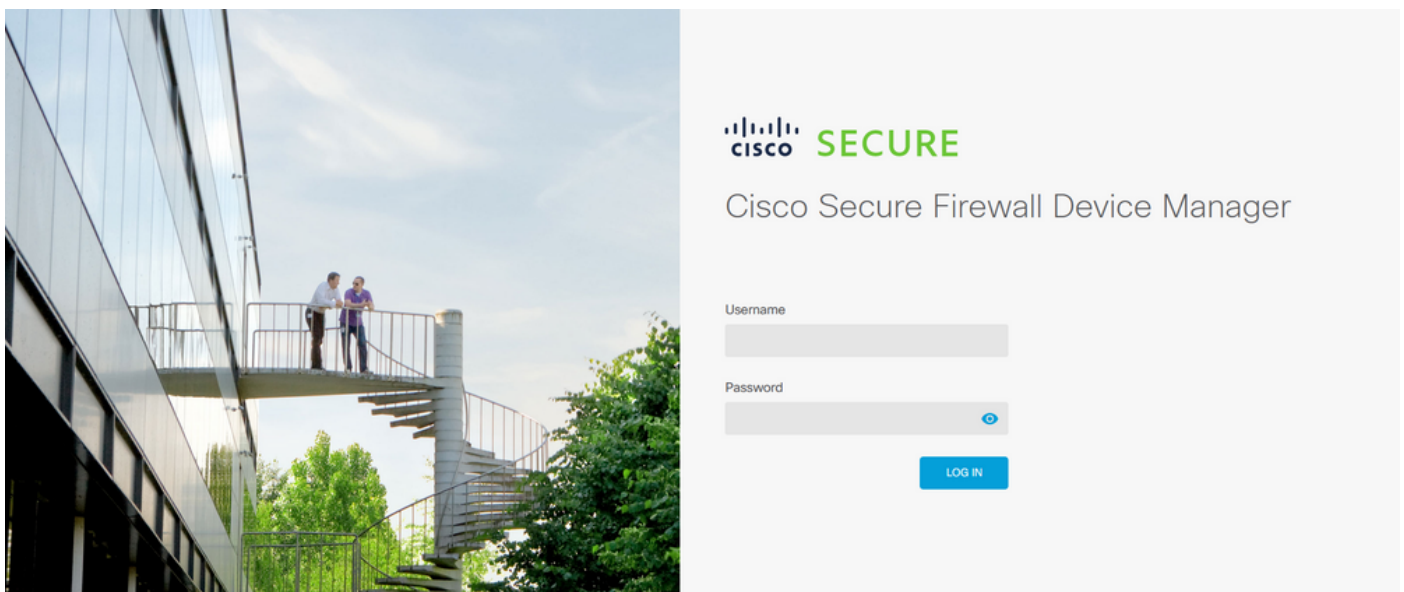 CISCO SECURE
Cisco Secure Firewall Device Manager
Username
Password
LOG IN